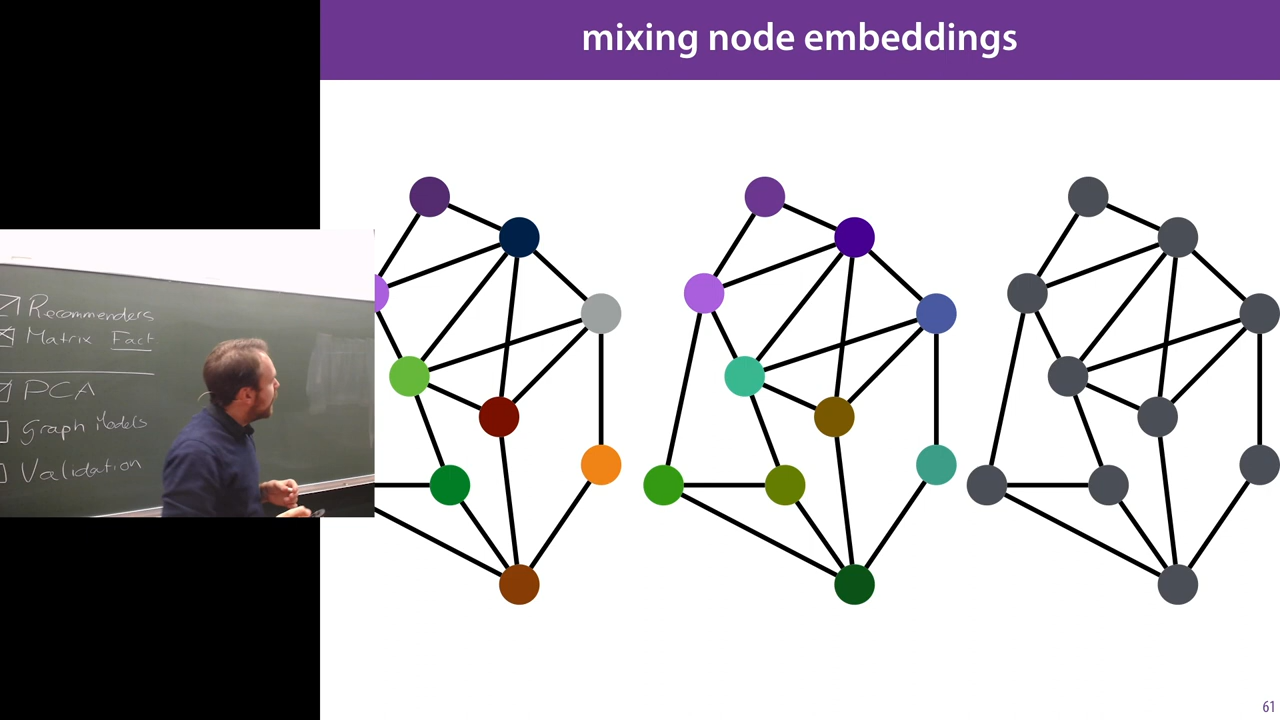 mixing node embeddings
Recommenders
Matrix Fact
PCA
Graph Models
Validation
61